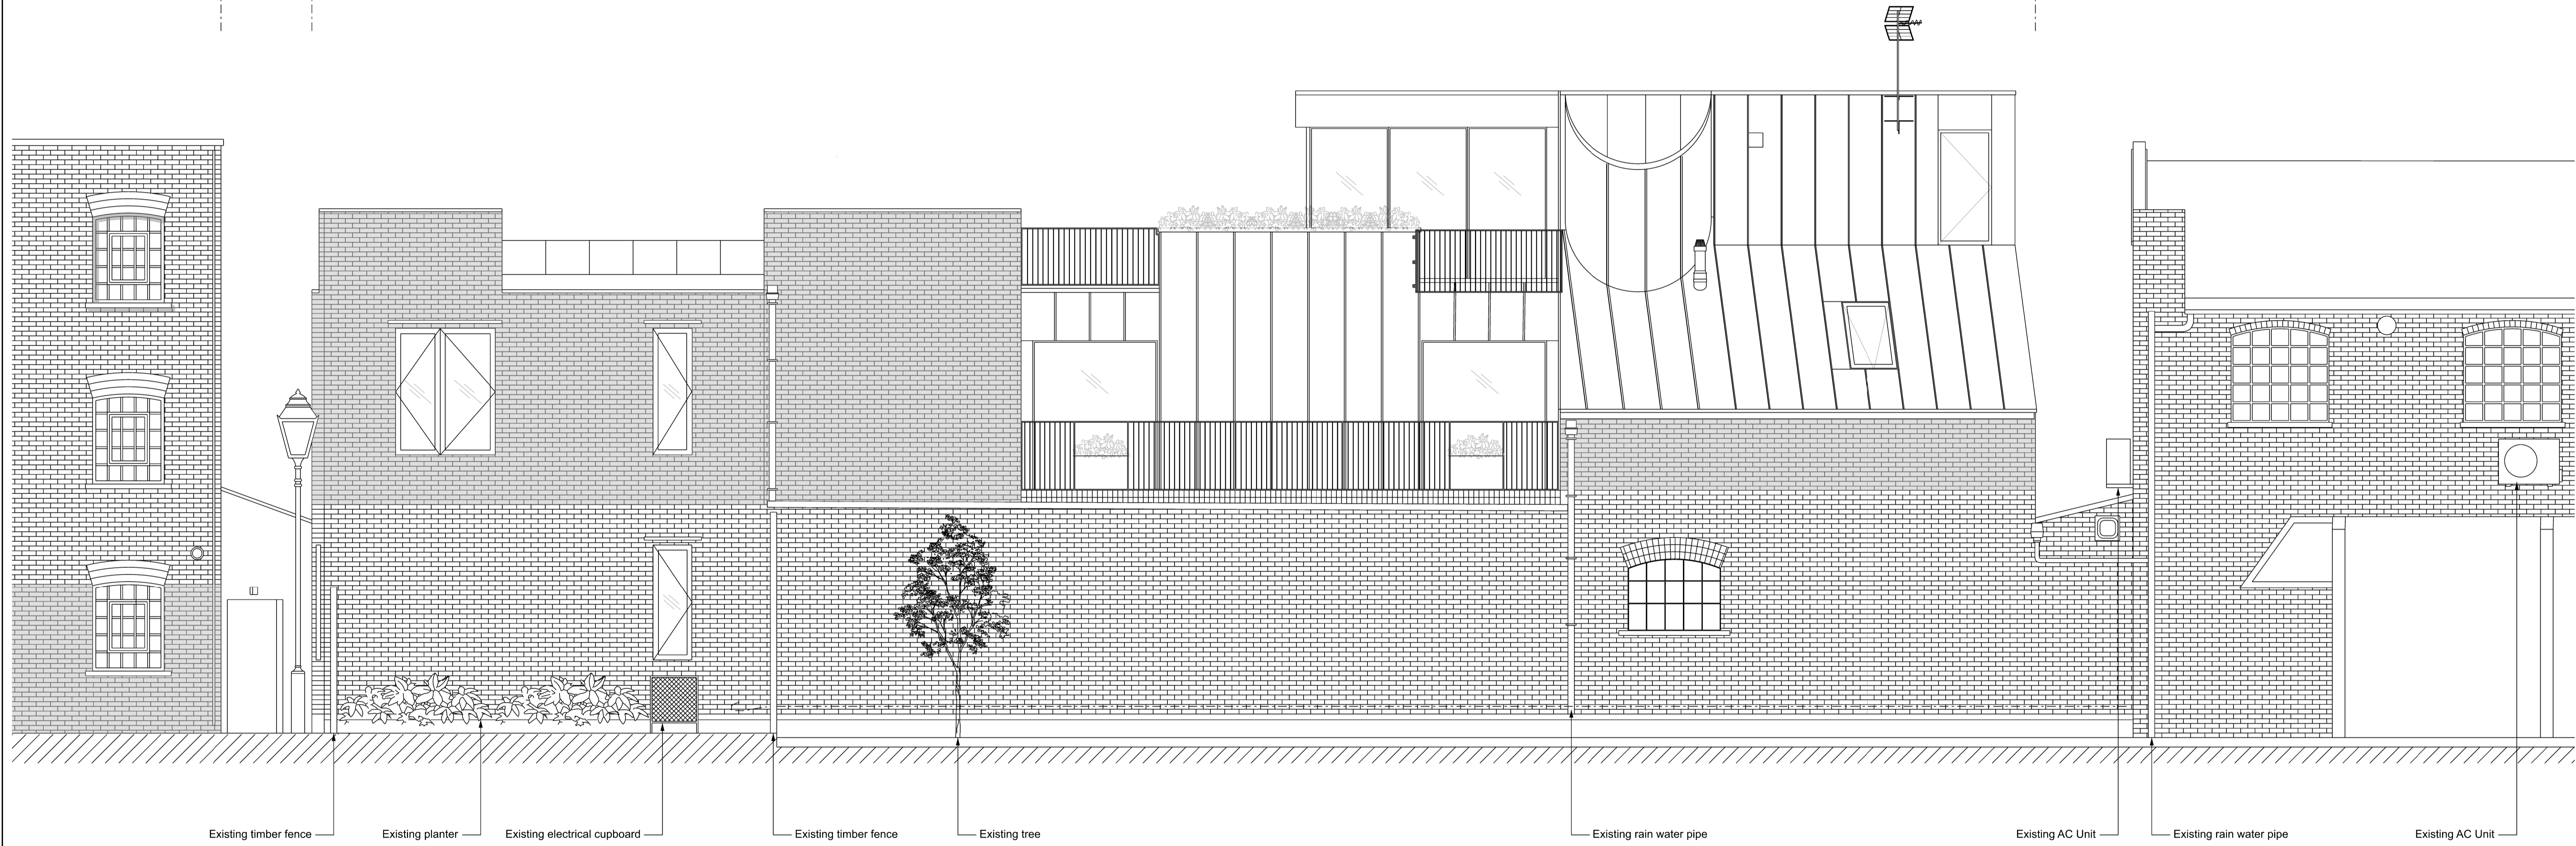 Existing timber fence
Existing planter
Existing electrical cupboard
Existing timber fence
Existing tree
Existing rain water pipe
Existing AC Unit
Existing rain water pipe
Existing AC Unit